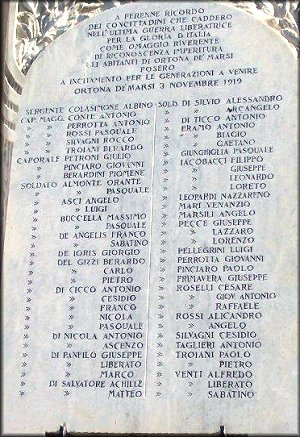 A PERENNE RICORDO
DEI CONCITTADINI CHE CADDERO
NELL'ULTIMA GUERRA LIBERATRICE
PER LA GLORIA D'ITALIA
COME OMAGGIO RIVERENTE
DI RICONOSCENZA IMPERITURA
GLI ABITANTI DI ORTONA DE' MARSI
POSERO
A INCITAMENTO PER LE GENERAZIONI A VENIRE
ORTONA DE' MARSI 3 NOVEMBRE 1919
SERGENTE COLASIMONE ALBINO
CAP. MAGG. CONTE ANTONIO
» » PERROTTA ANTONIO
» » ROSSI PASQUALE
» » SILVAGNI ROCCO
» » TROIANI BERARDO
CAPORALE PETRONI GIULIO
» PINCIARO GIOVANNI
» BERARDINI PIOMENE
SOLDATO ALMONTE ORANTE
» » PASQUALE
» ASCI ANGELO
» » LUIGI
» BUCCELLA MASSIMO
» » PASQUALE
» DE ANGELIS FRANCO
» » SABATINO
» DE IORIS GIORGIO
» DEL GIZZI BERARDO
» » CARLO
» » PIETRO
» DI CICCO ANTONIO
» » CESIDIO
» » FRANCO
» » NICOLA
» » PASQUALE
» DI NICOLA ANTONIO
» » ASCENZO
» DI PANFILO GIUSEPPE
» » LIBERATO
» » MARCO
» DI SALVATORE ACHILLE
» » MATTEO
SOLD. DI SILVIO ALESSANDRO
» » ARCANGELO
» DI TICCO ANTONIO
» ERAMO ANTONIO
» » BIAGIO
» » GAETANO
» GIUNCHIGLIA PASQUALE
» IACOBACCI FILIPPO
» » GIUSEPPE
» » LEONARDO
» » LORETO
» LEOPARDI NAZZARENO
» MARI VENANZIO
» MARSILI ANGELO
» PECCE GIUSEPPE
» » LAZZARO
» » LORENZO
» PELLEGRINI LUIGI
» PERROTTA GIOVANNI
» PINCIARO PAOLO
» PRIMAVERA GIUSEPPE
» ROSELLI CESARE
» » GIOV ANTONIO
» » RAFFAELE
» ROSSI ALICANDRO
» » ANGELO
» SILVAGNI CESIDIO
» TAGLIERI ANTONIO
» TROIANI PAOLO
» » PIETRO
» VENTI ALFREDO
» » LIBERATO
» » SABATINO